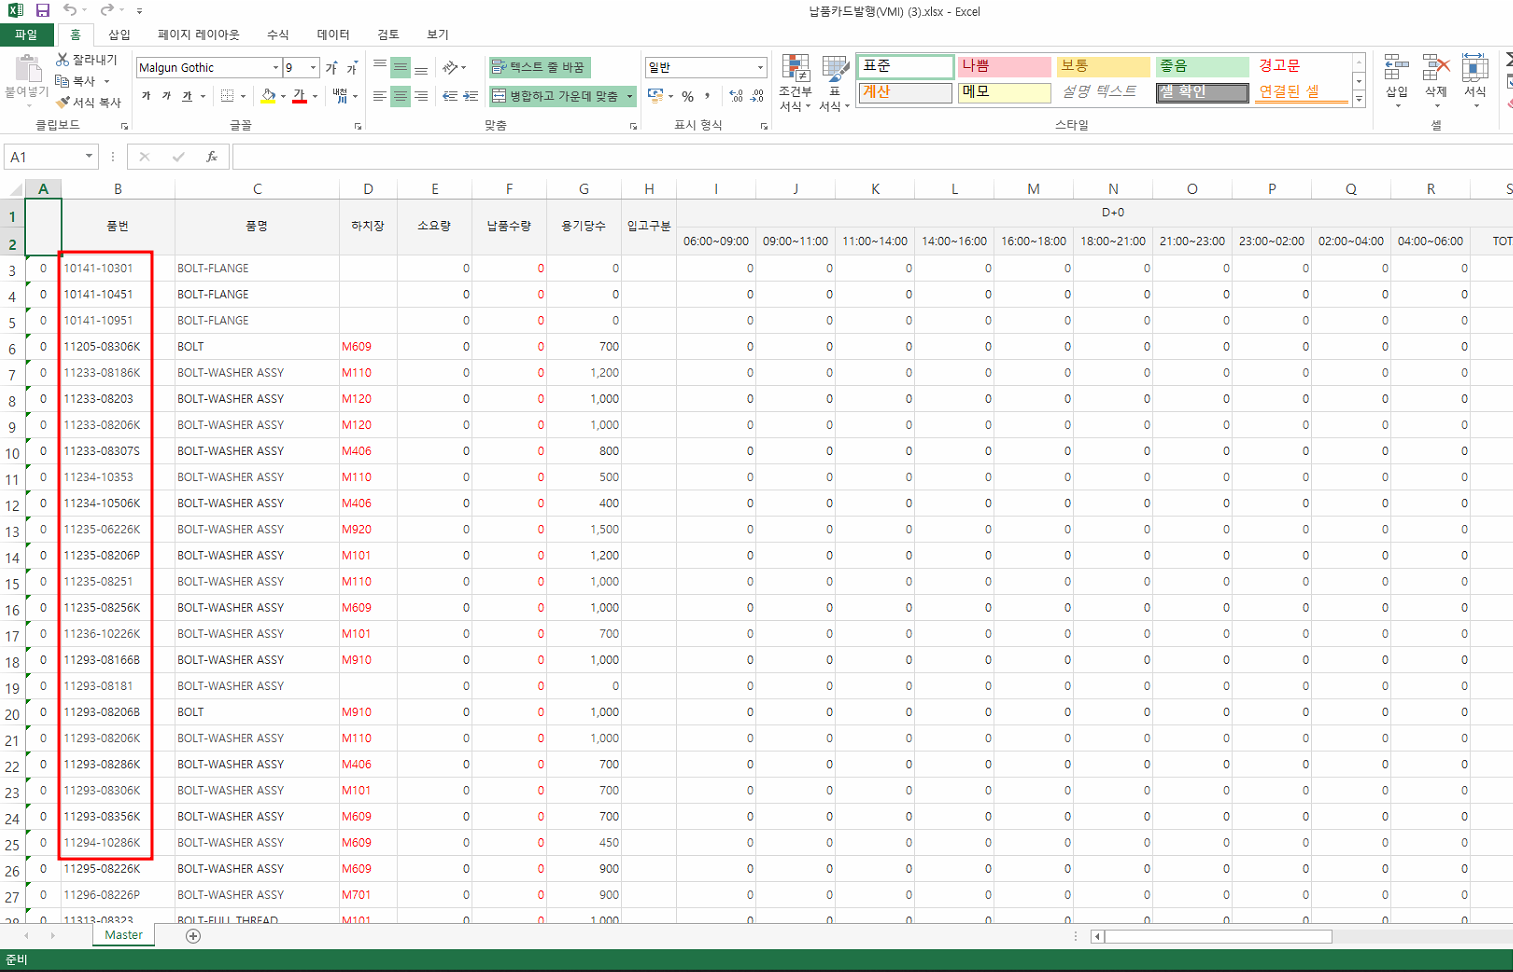 납품카드발행(VMI) (3).xlsx - Excel
파일 홈 삽입 페이지 레이아웃 수식 데이터 검토 보기
붙여넣기 잘라내기 복사 서식 복사 클립보드
Malgun Gothic 9 가 가 가 가 가 가 내천 글꼴
텍스트 줄 바꿈 병합하고 가운데 맞춤 맞춤
일반 % , 표시 형식
조건부 서식 표 서식
표준 나쁨 보통 좋음 경고문
계산 메모 설명 텍스트 셀 확인 연결된 셀
스타일
삽입 삭제 서식 셀
A1 fx
A B C D E F G H I J K L M N O P Q R S
1 품번 품명 하치장 소요량 납품수량 용기당수 입고구분 D+0
2 06:00~09:00 09:00~11:00 11:00~14:00 14:00~16:00 16:00~18:00 18:00~21:00 21:00~23:00 23:00~02:00 02:00~04:00 04:00~06:00 TOT
3 0 10141-10301 BOLT-FLANGE 0 0 0 0 0 0 0 0 0 0 0 0 0
4 0 10141-10451 BOLT-FLANGE 0 0 0 0 0 0 0 0 0 0 0 0 0
5 0 10141-10951 BOLT-FLANGE 0 0 0 0 0 0 0 0 0 0 0 0 0
6 0 11205-08306K BOLT M609 0 0 700 0 0 0 0 0 0 0 0 0 0
7 0 11233-08186K BOLT-WASHER ASSY M110 0 0 1,200 0 0 0 0 0 0 0 0 0 0
8 0 11233-08203 BOLT-WASHER ASSY M120 0 0 1,000 0 0 0 0 0 0 0 0 0 0
9 0 11233-08206K BOLT-WASHER ASSY M120 0 0 1,000 0 0 0 0 0 0 0 0 0 0
10 0 11233-08307S BOLT-WASHER ASSY M406 0 0 800 0 0 0 0 0 0 0 0 0 0
11 0 11234-10353 BOLT-WASHER ASSY M110 0 0 500 0 0 0 0 0 0 0 0 0 0
12 0 11234-10506K BOLT-WASHER ASSY M406 0 0 400 0 0 0 0 0 0 0 0 0 0
13 0 11235-06226K BOLT-WASHER ASSY M920 0 0 1,500 0 0 0 0 0 0 0 0 0 0
14 0 11235-08206P BOLT-WASHER ASSY M101 0 0 1,200 0 0 0 0 0 0 0 0 0 0
15 0 11235-08251 BOLT-WASHER ASSY M110 0 0 1,000 0 0 0 0 0 0 0 0 0 0
16 0 11235-08256K BOLT-WASHER ASSY M609 0 0 1,000 0 0 0 0 0 0 0 0 0 0
17 0 11236-10226K BOLT-WASHER ASSY M101 0 0 700 0 0 0 0 0 0 0 0 0 0
18 0 11293-08166B BOLT-WASHER ASSY M910 0 0 1,000 0 0 0 0 0 0 0 0 0 0
19 0 11293-08181 BOLT-WASHER ASSY 0 0 0 0 0 0 0 0 0 0 0 0 0
20 0 11293-08206B BOLT M910 0 0 1,000 0 0 0 0 0 0 0 0 0 0
21 0 11293-08206K BOLT-WASHER ASSY M110 0 0 1,000 0 0 0 0 0 0 0 0 0 0
22 0 11293-08286K BOLT-WASHER ASSY M406 0 0 700 0 0 0 0 0 0 0 0 0 0
23 0 11293-08306K BOLT-WASHER ASSY M101 0 0 700 0 0 0 0 0 0 0 0 0 0
24 0 11293-08356K BOLT-WASHER ASSY M609 0 0 700 0 0 0 0 0 0 0 0 0 0
25 0 11294-10286K BOLT-WASHER ASSY M609 0 0 450 0 0 0 0 0 0 0 0 0 0
26 0 11295-08226K BOLT-WASHER ASSY M609 0 0 900 0 0 0 0 0 0 0 0 0 0
27 0 11296-08226P BOLT-WASHER ASSY M701 0 0 900 0 0 0 0 0 0 0 0 0 0
28 0 11313-08323 BOLT-FULL THREAD M101 0 0 1,000 0 0 0 0 0 0 0 0 0 0
Master
준비